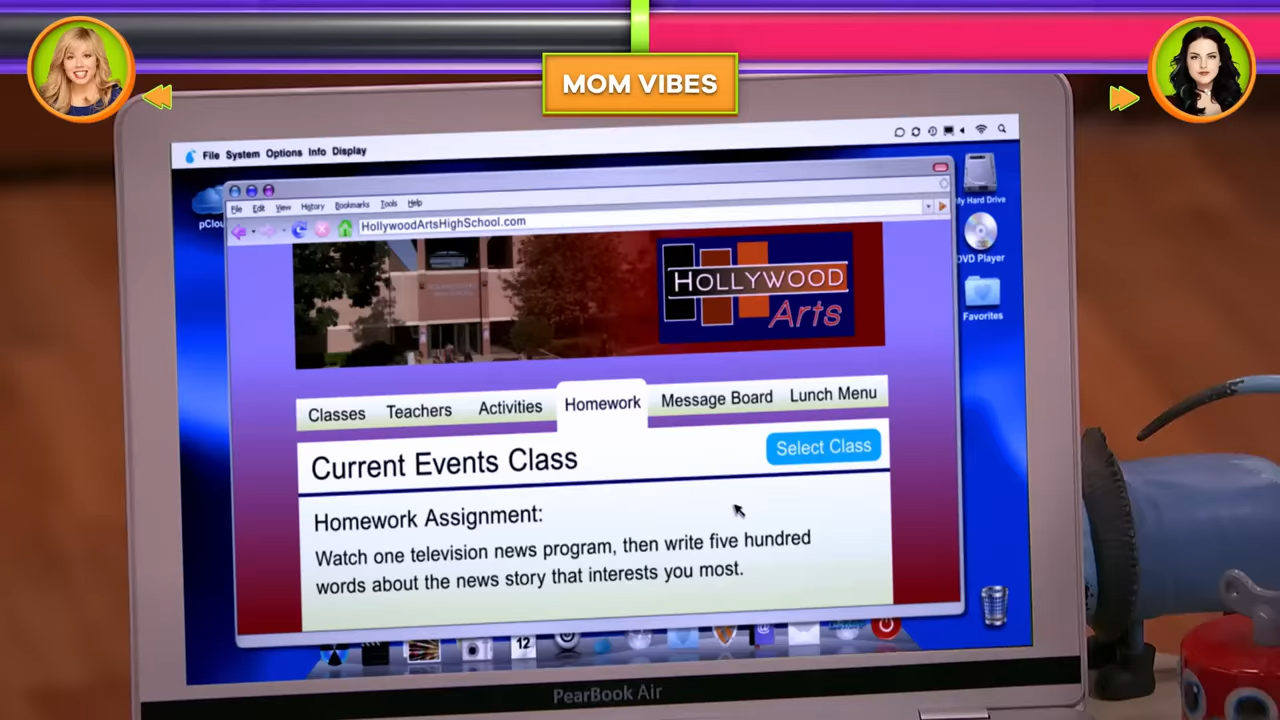 MOM VIBES
File System Options Info Display
pClou
File Edit View History Bookmarks Tools Help
HollywoodArtsHighSchool.com
My Hard Drive
DVD Player
Favorites
HOLLYWOOD
Arts
Classes Teachers Activities Homework Message Board Lunch Menu
Current Events Class
Select Class
Homework Assignment:
Watch one television news program, then write five hundred
words about the news story that interests you most.
12
@
PearBook Air